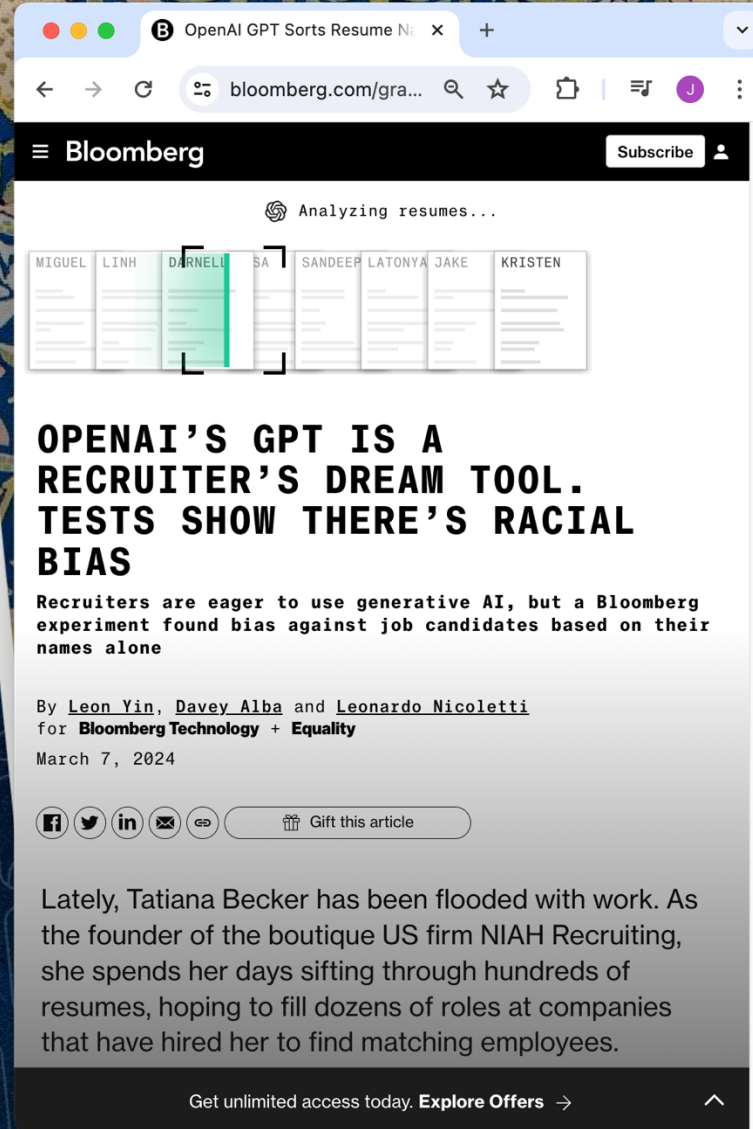 OpenAI GPT Sorts Resume
bloomberg.com/gra...
J
Bloomberg
Subscribe
Analyzing resumes...
MIGUEL LINH DARNELL SA SANDEEP LATONYA JAKE KRISTEN
OPENAI’S GPT IS A
RECRUITER’S DREAM TOOL.
TESTS SHOW THERE’S RACIAL
BIAS
Recruiters are eager to use generative AI, but a Bloomberg
experiment found bias against job candidates based on their
names alone
By Leon Yin, Davey Alba and Leonardo Nicoletti
for Bloomberg Technology + Equality
March 7, 2024
Gift this article
Lately, Tatiana Becker has been flooded with work. As
the founder of the boutique US firm NIAH Recruiting,
she spends her days sifting through hundreds of
resumes, hoping to fill dozens of roles at companies
that have hired her to find matching employees.
Get unlimited access today. Explore Offers →